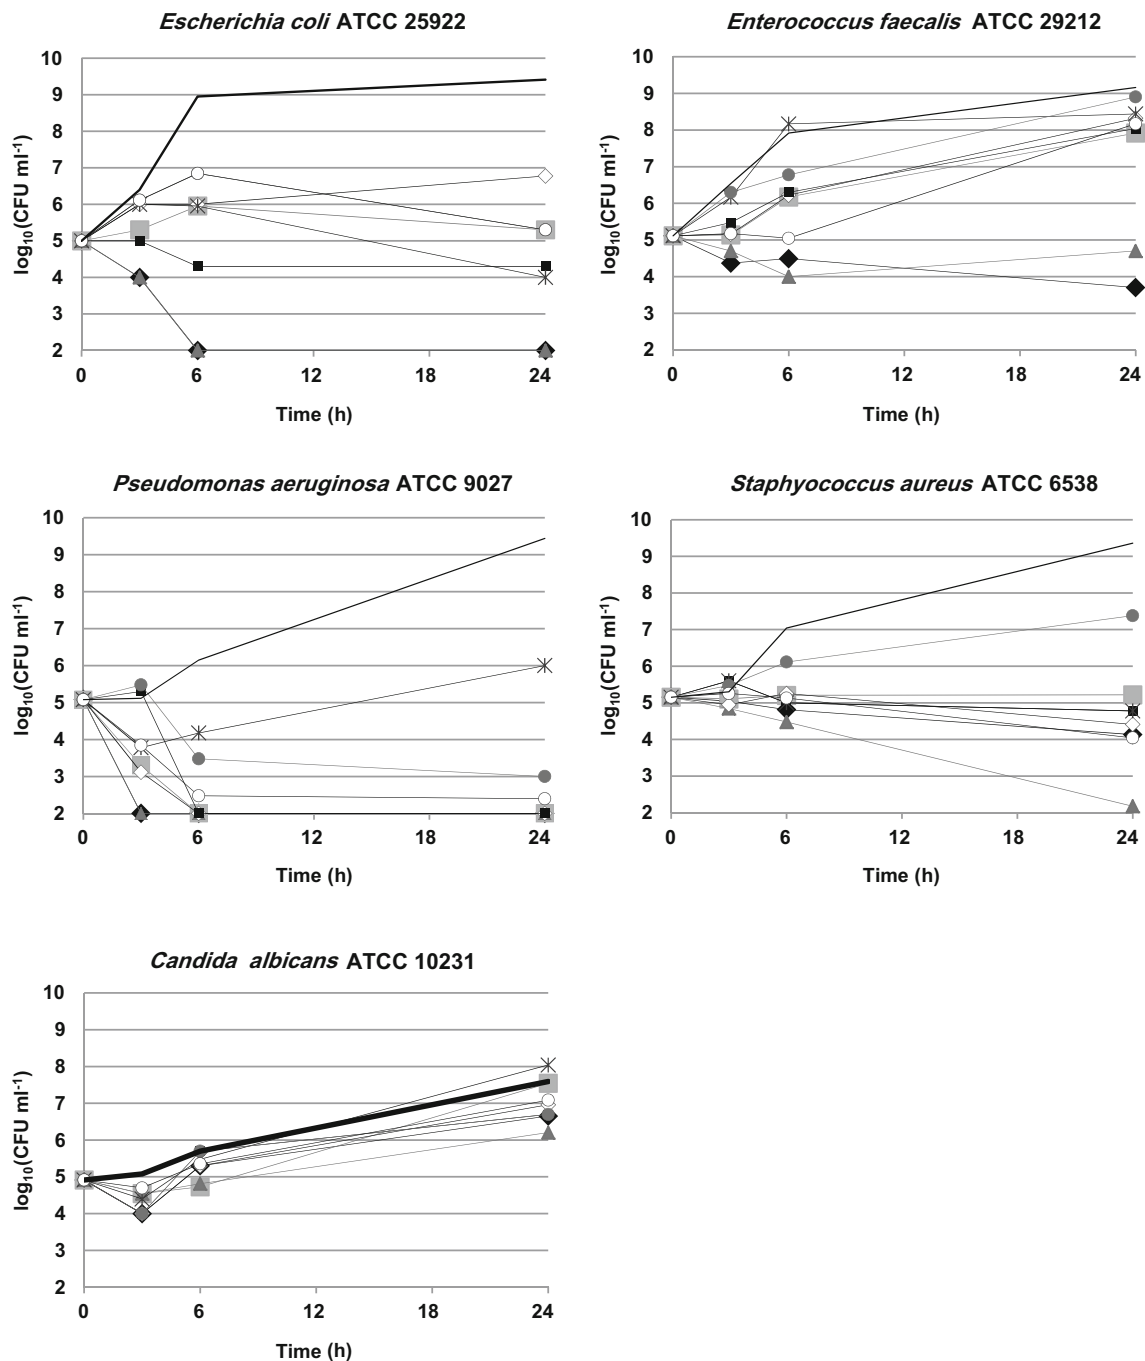 Escherichia coli ATCC 25922
10
9
8
7
6
5
4
3
2
log10(CFU ml-1)
0 6 12 18 24
Time (h)
Enterococcus faecalis ATCC 29212
10
9
8
7
6
5
4
3
2
log10(CFU ml-1)
0 6 12 18 24
Time (h)
Pseudomonas aeruginosa ATCC 9027
10
9
8
7
6
5
4
3
2
log10(CFU ml-1)
0 6 12 18 24
Time (h)
Staphyococcus aureus ATCC 6538
10
9
8
7
6
5
4
3
2
log10(CFU ml-1)
0 6 12 18 24
Time (h)
Candida albicans ATCC 10231
10
9
8
7
6
5
4
3
2
log10(CFU ml-1)
0 6 12 18 24
Time (h)